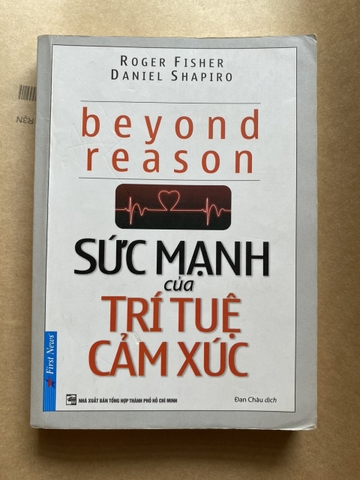 ROGER FISHER
DANIEL SHAPIRO
beyond
reason
SỨC MẠNH
của
TRÍ TUỆ
CẢM XÚC
First News
NHÀ XUẤT BẢN TỔNG HỢP THÀNH PHỐ HỒ CHÍ MINH
Đan Châu dịch